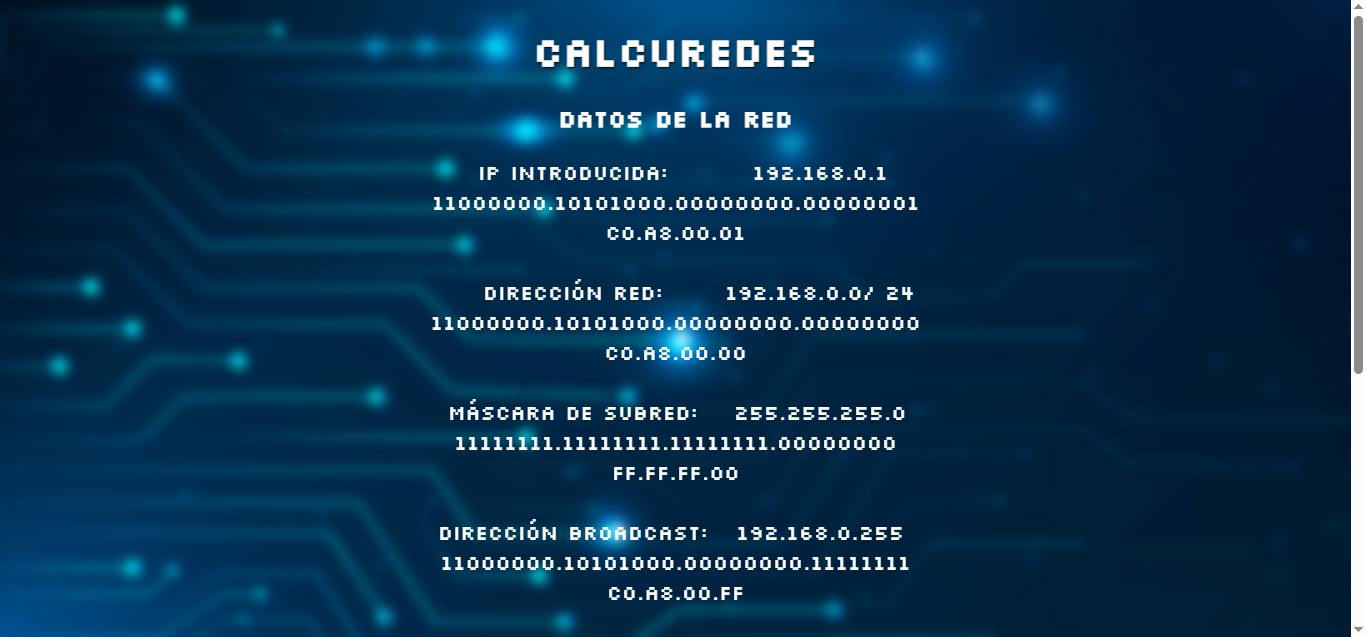 CALCUREDES
DATOS DE LA RED
IP INTRODUCIDA: 192.168.0.1
11000000.10101000.00000000.00000001
C0.A8.00.01
DIRECCIÓN RED: 192.168.0.0/ 24
11000000.10101000.00000000.00000000
C0.A8.00.00
MÁSCARA DE SUBRED: 255.255.255.0
11111111.11111111.11111111.00000000
FF.FF.FF.00
DIRECCIÓN BROADCAST: 192.168.0.255
11000000.10101000.00000000.11111111
C0.A8.00.FF